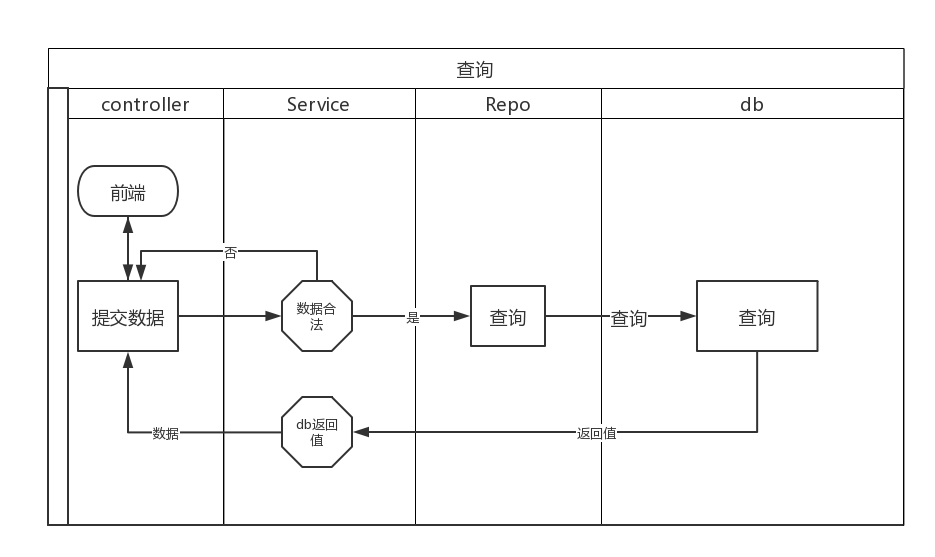 查询
controller
Service
Repo
db
前端
否
提交数据
数据合
法
是
查询
查询
查询
db返回
值
数据
返回值